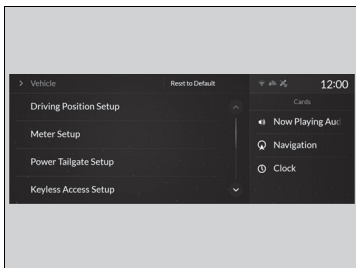 > Vehicle
Reset to Default
12:00
Driving Position Setup
Meter Setup
Power Tailgate Setup
Keyless Access Setup
Cards
Now Playing Aud
Navigation
Clock